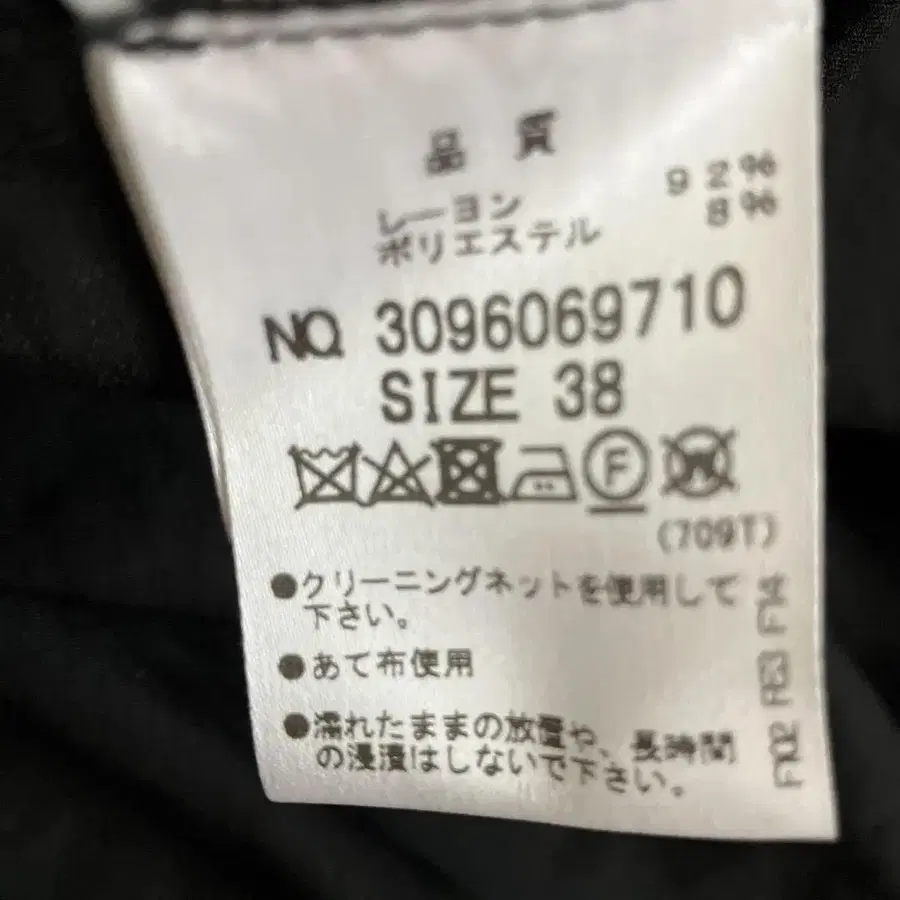 品 質
レーヨン 92%
ポリエステル 8%
NO. 3096069710
SIZE 38
F
W
(709T)
●クリーニングネットを使用して
下さい。
●あて布使用
●濡れたままの放置や、長時間
の浸漬はしないで下さい。
F102 R63 F14